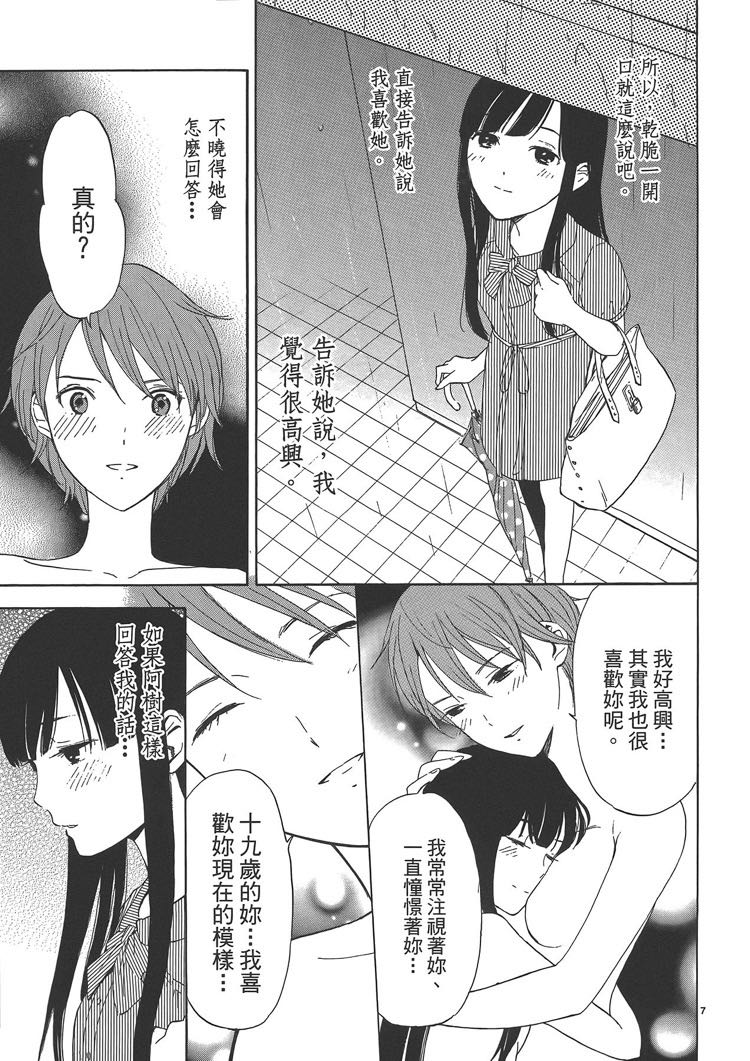 所以，乾脆一開
口就這麼說吧。
直接告訴她說
我喜歡她。
告訴她說，我
覺得很高興。
不曉得她會
怎麼回答…
真的？
我好高興…
其實我也很
喜歡妳呢。
我常常注視著妳、
一直憧憬著妳…
十九歲的妳…我喜
歡妳現在的模樣…
如果阿樹這樣
回答我的話…
7